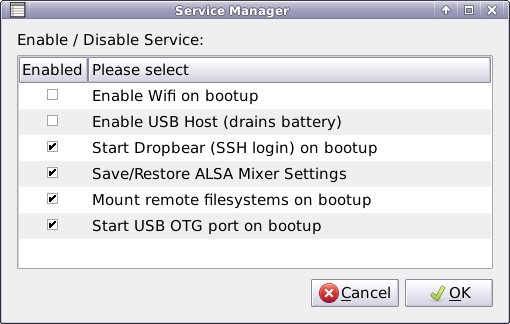 Service Manager
Enable / Disable Service:
Enabled Please select
Enable Wifi on bootup
Enable USB Host (drains battery)
Start Dropbear (SSH login) on bootup
Save/Restore ALSA Mixer Settings
Mount remote filesystems on bootup
Start USB OTG port on bootup
Cancel OK